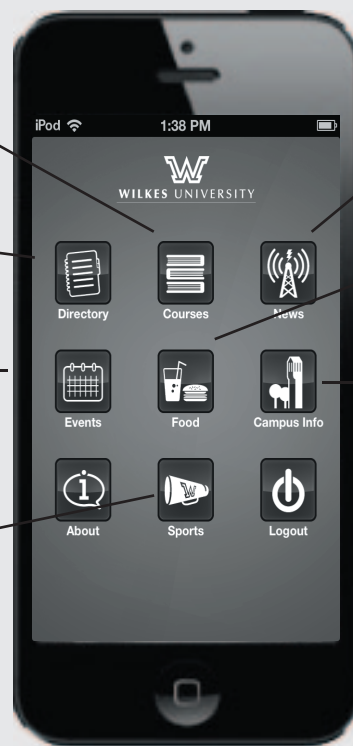 iPod 1:38 PM
W
WILKES UNIVERSITY
Directory Courses News
Events Food Campus Info
i
About
W
Sports Logout